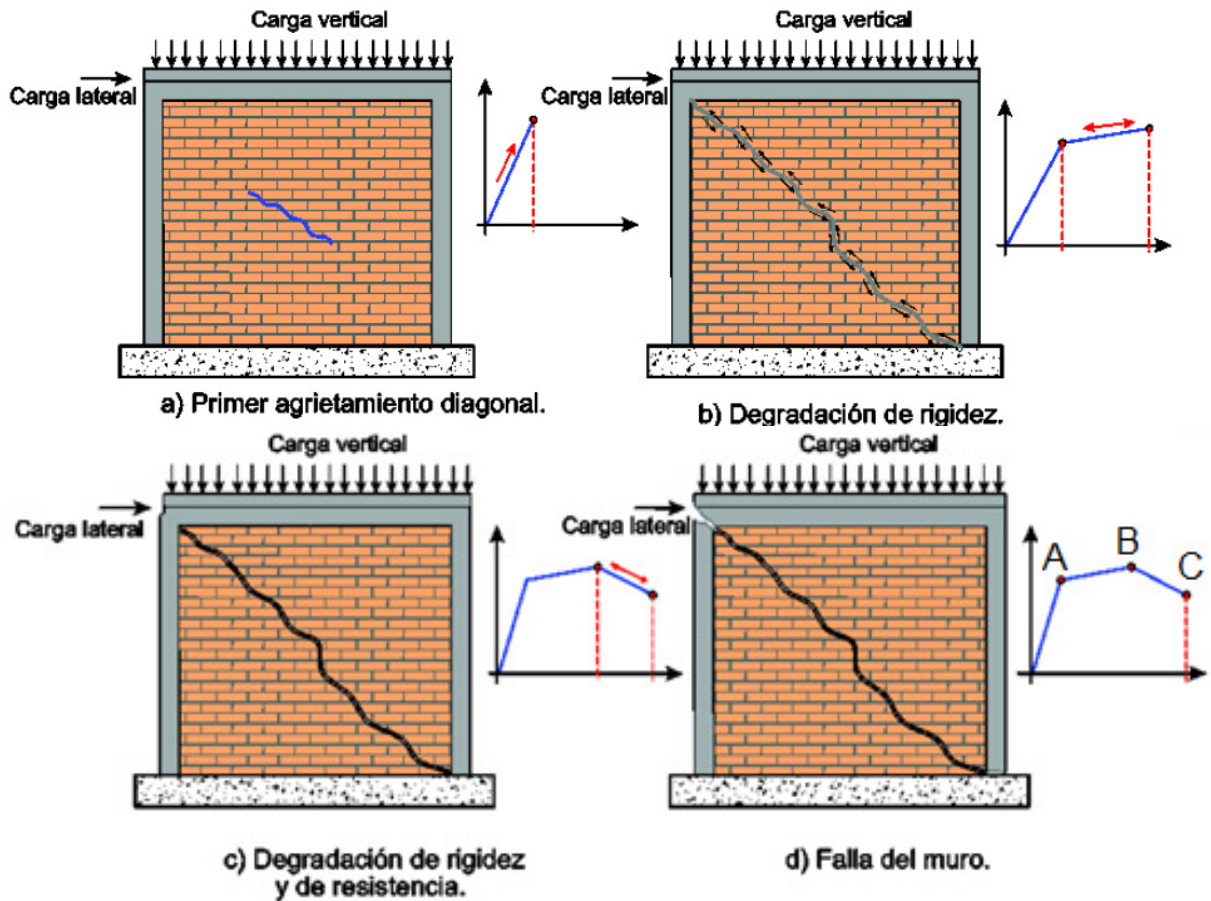 Carga vertical
Carga lateral
a) Primer agrietamiento diagonal.
Carga vertical
Carga lateral
b) Degradación de rigidez.
Carga vertical
Carga lateral
c) Degradación de rigidez
y de resistencia.
Carga vertical
Carga lateral
A
B
C
d) Falla del muro.